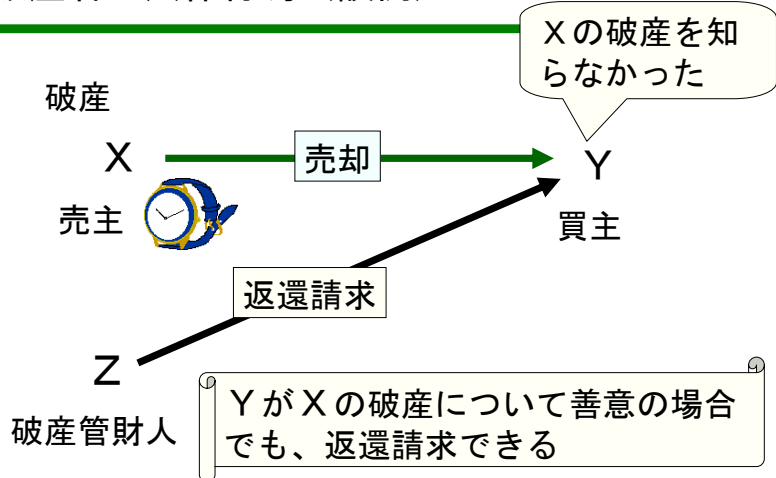 Xの破産を知
らなかった
破産
X
売却
Y
売主
買主
返還請求
Z
破産管財人
YがXの破産について善意の場合
でも、返還請求できる